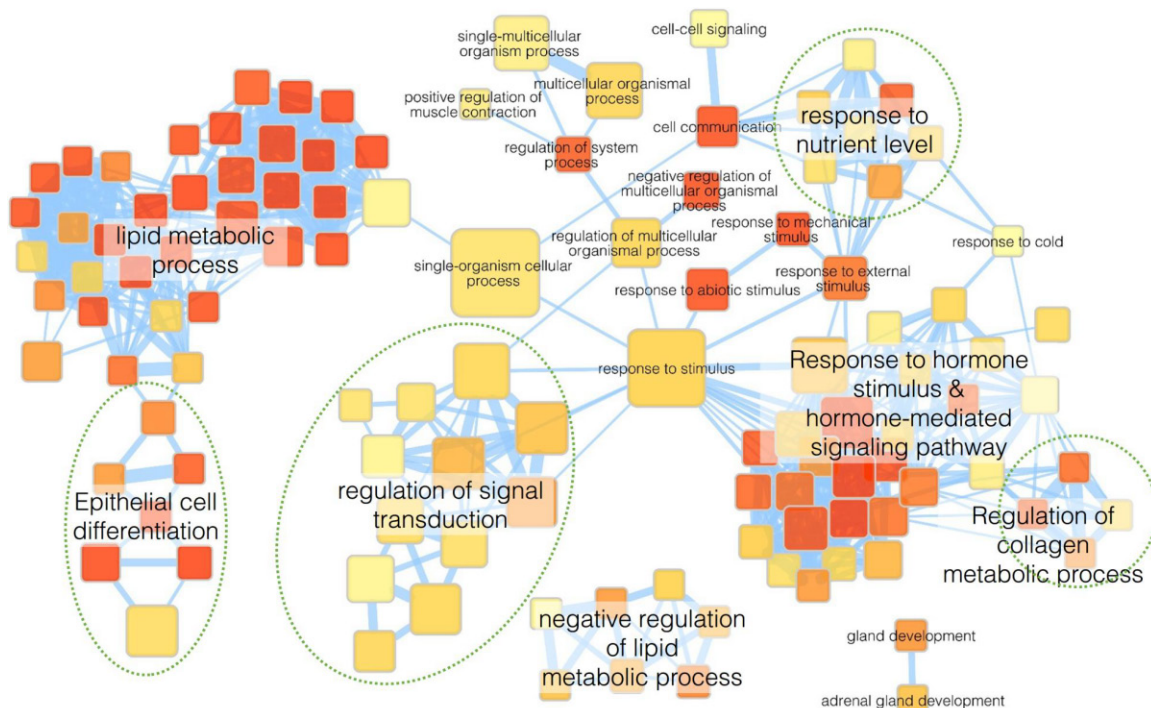 single-multicellular
organism process
cell-cell signaling
multicellular organismal
process
positive regulation of
muscle contraction
cell communication
response to
nutrient level
regulation of system
process
negative regulation of
multicellular organismal
process
response to mechanical
stimulus
lipid metabolic
process
regulation of multicellular
organismal process
response to cold
single-organism cellular
process
response to external
stimulus
response to abiotic stimulus
response to stimulus
Response to hormone
stimulus &
hormone-mediated
signaling pathway
Epithelial cell
differentiation
regulation of signal
transduction
Regulation of
collagen
metabolic process
negative regulation
of lipid
metabolic process
gland development
adrenal gland development